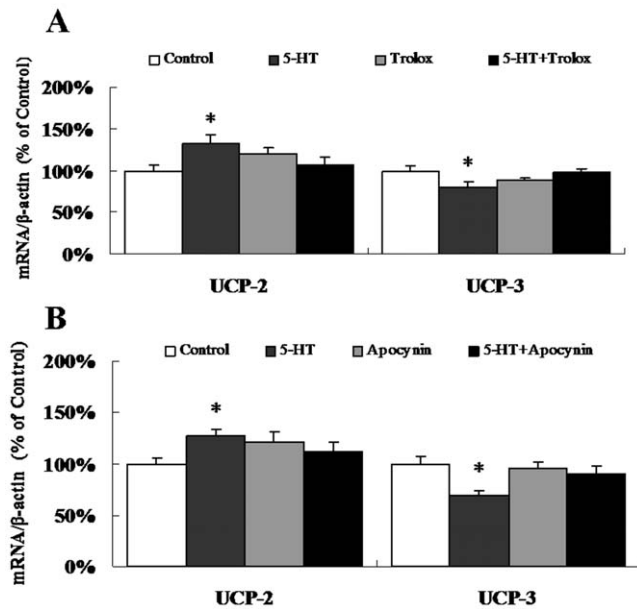 A
Control 5-HT Trolox 5-HT+Trolox
mRNA/β-actin (% of Control)
200%
150%
100%
50%
0%
*
*
UCP-2 UCP-3
B
Control 5-HT Apocynin 5-HT+Apocynin
mRNA/β-actin (% of Control)
200%
150%
100%
50%
0%
*
*
UCP-2 UCP-3